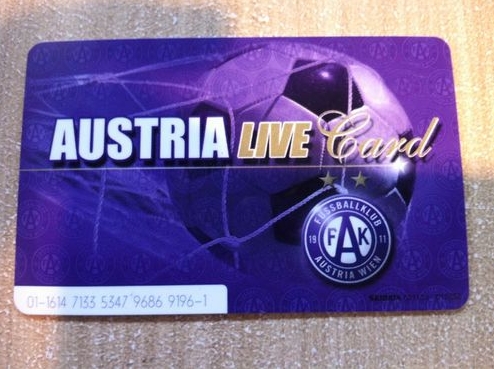 AUSTRIA LIVE Card
FUSSBALLKLUB
19 FAK 11
AUSTRIA WIEN
01-1614 7133 5347 9686 9196-1